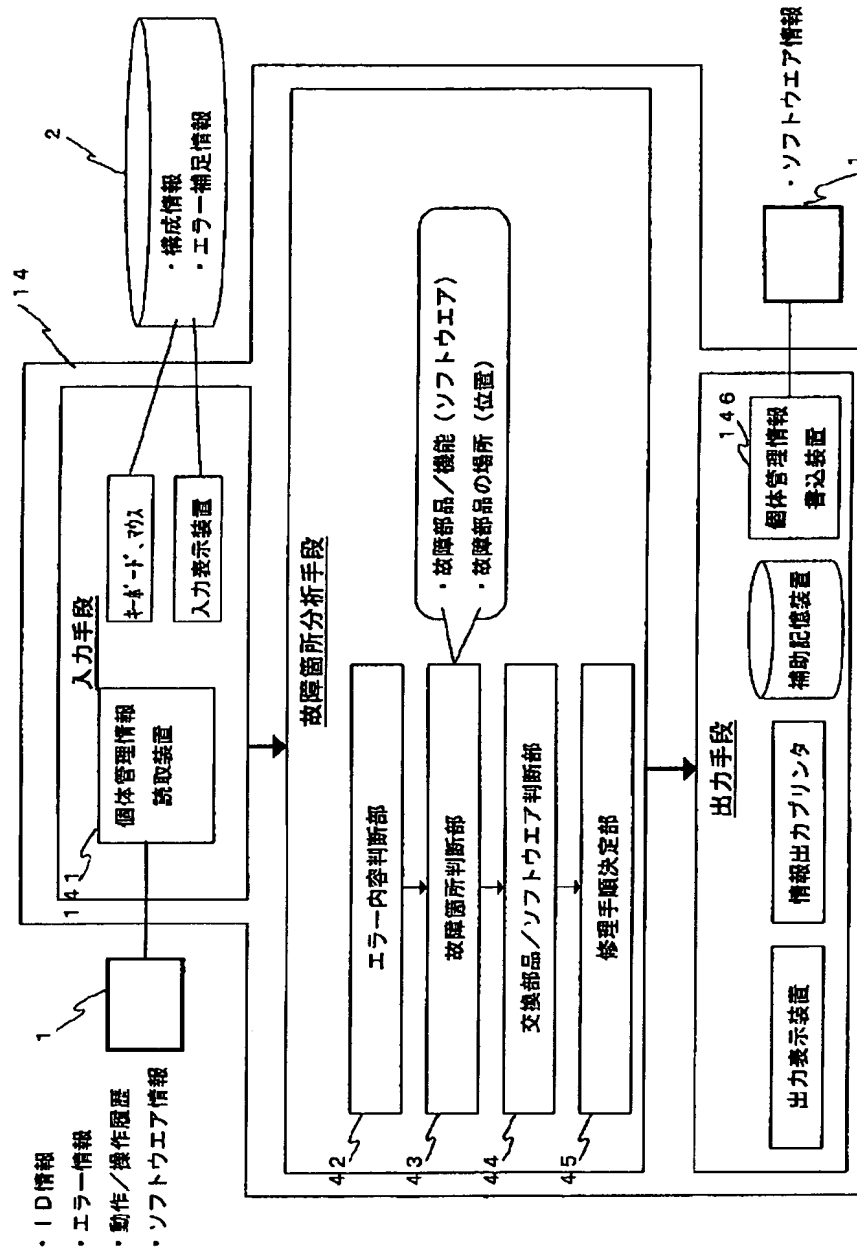 ・ID情報
・エラー情報
・動作/操作履歴
・ソフトウエア情報
1
14
入力手段
141
個体管理情報
読取装置
キーボード、マウス
入力表示装置
2
・構成情報
・エラー補足情報
故障箇所分析手段
42
エラー内容判断部
43
故障箇所判断部
44
交換部品/ソフトウエア判断部
45
修理手順決定部
・故障部品/機能(ソフトウエア)
・故障部品の場所(位置)
出力手段
出力表示装置
情報出力プリンタ
補助記憶装置
146
個体管理情報
書込装置
・ソフトウエア情報
1